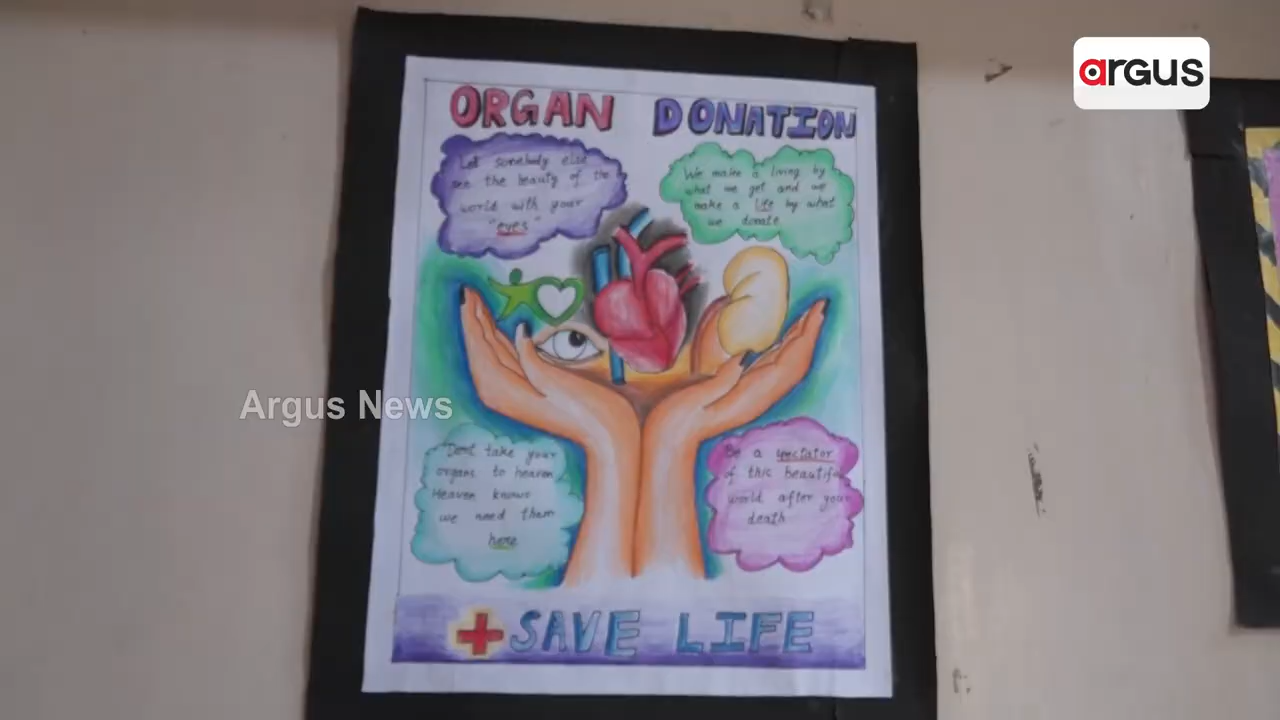 argus
ORGAN DONATION
Let somebody else
see the beauty of the
world with your
"eyes"
We make a living by
what we get and we
make a life by what
we donate
Argus News
"Dont take your
organs to heaven
Heaven knows
we need them
here
Be a spectator
of this beautiful
world after your
death
SAVE LIFE